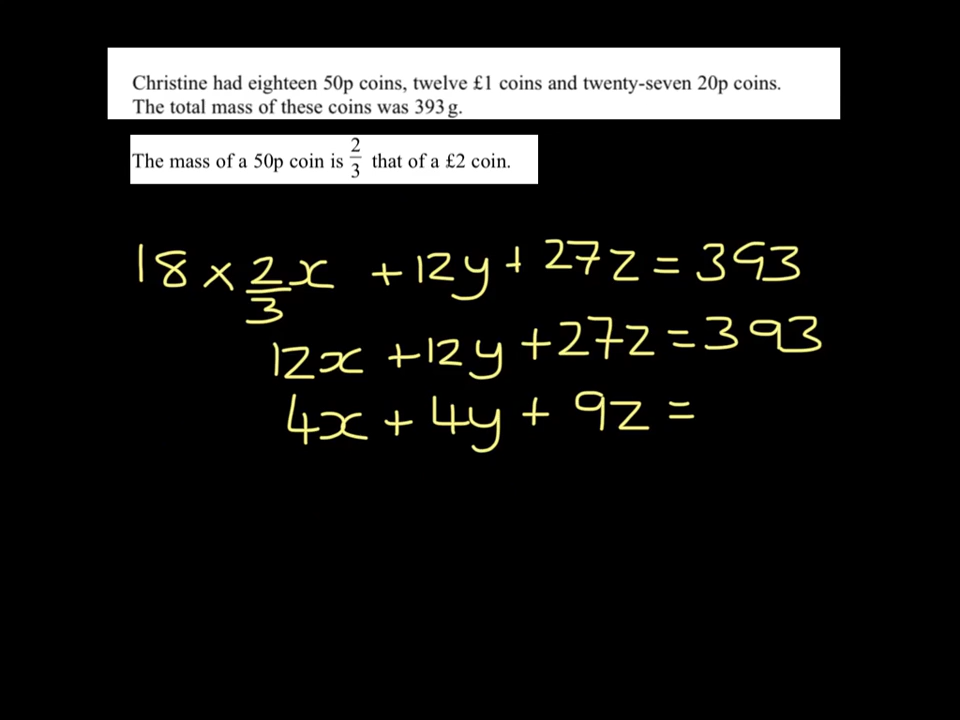 Christine had eighteen 50p coins, twelve £1 coins and twenty-seven 20p coins.
The total mass of these coins was 393 g.
The mass of a 50p coin is 2/3 that of a £2 coin.
18 × 2/3 x + 12y + 27z = 393
12x + 12y + 27z = 393
4x + 4y + 9z =